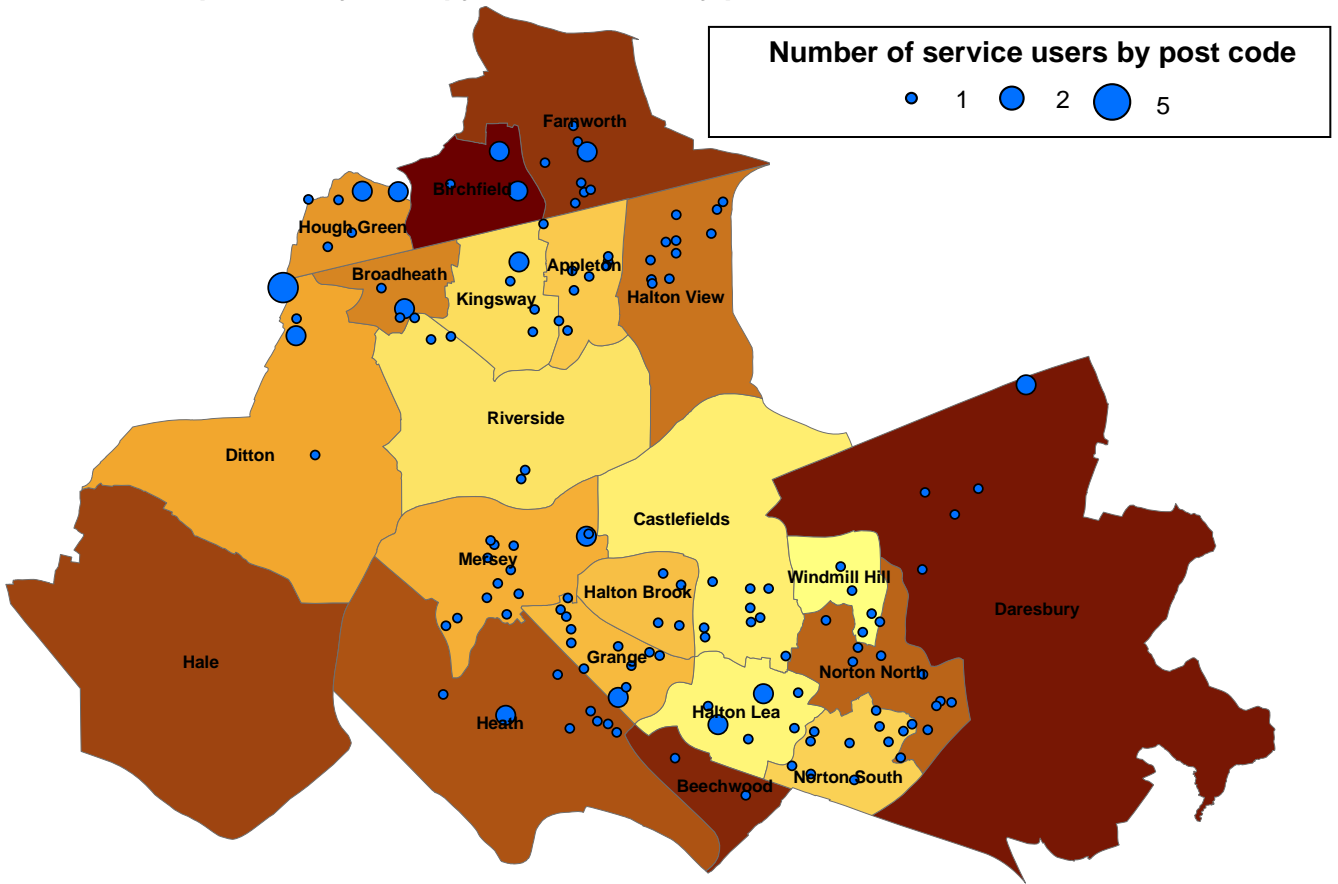 Number of service users by post code
1 2 5
Farnworth
Birchfield
Hough Green
Broadheath
Appleton
Kingsway
Halton View
Riverside
Ditton
Castlefields
Mersey
Windmill Hill
Halton Brook
Daresbury
Grange
Hale
Norton North
Halton Lea
Heath
Norton South
Beechwood